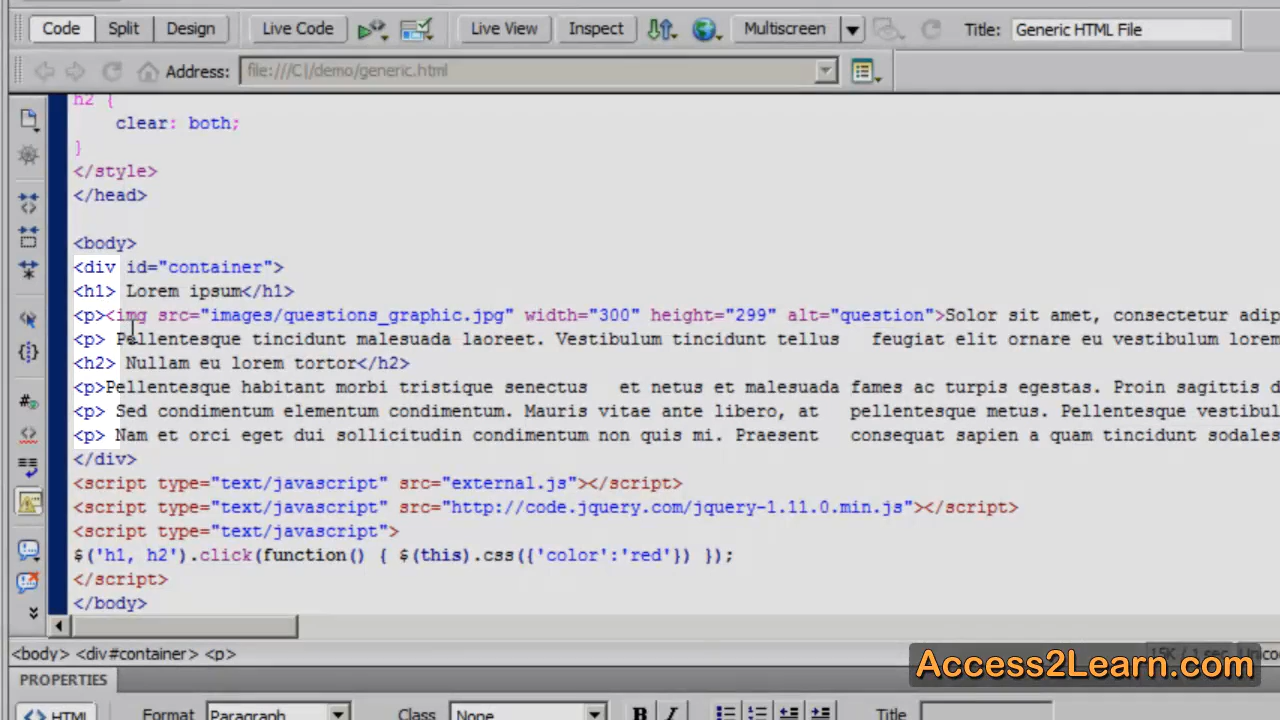 Code Split Design Live Code Live View Inspect Multiscreen Title: Generic HTML File
Address: file:///C|/demo/generic.html
h2 {
clear: both;
}
</style>
</head>
<body>
<div id="container">
<h1> Lorem ipsum</h1>
<p><img src="images/questions_graphic.jpg" width="300" height="299" alt="question">Solor sit amet, consectetur adip
<p> Pellentesque tincidunt malesuada laoreet. Vestibulum tincidunt tellus feugiat elit ornare eu vestibulum lorem
<h2> Nullam eu lorem tortor</h2>
<p>Pellentesque habitant morbi tristique senectus et netus et malesuada fames ac turpis egestas. Proin sagittis d
<p> Sed condimentum elementum condimentum. Mauris vitae ante libero, at pellentesque metus. Pellentesque vestibul
<p> Nam et orci eget dui sollicitudin condimentum non quis mi. Praesent consequat sapien a quam tincidunt sodales
</div>
<script type="text/javascript" src="external.js"></script>
<script type="text/javascript" src="http://code.jquery.com/jquery-1.11.0.min.js"></script>
<script type="text/javascript">
$('h1, h2').click(function() { $(this).css({'color':'red'}) });
</script>
</body>
<body> <div#container> <p> 15K / 1 sec Unico
Access2Learn.com
PROPERTIES
<> HTML Format Paragraph Class None B I Title